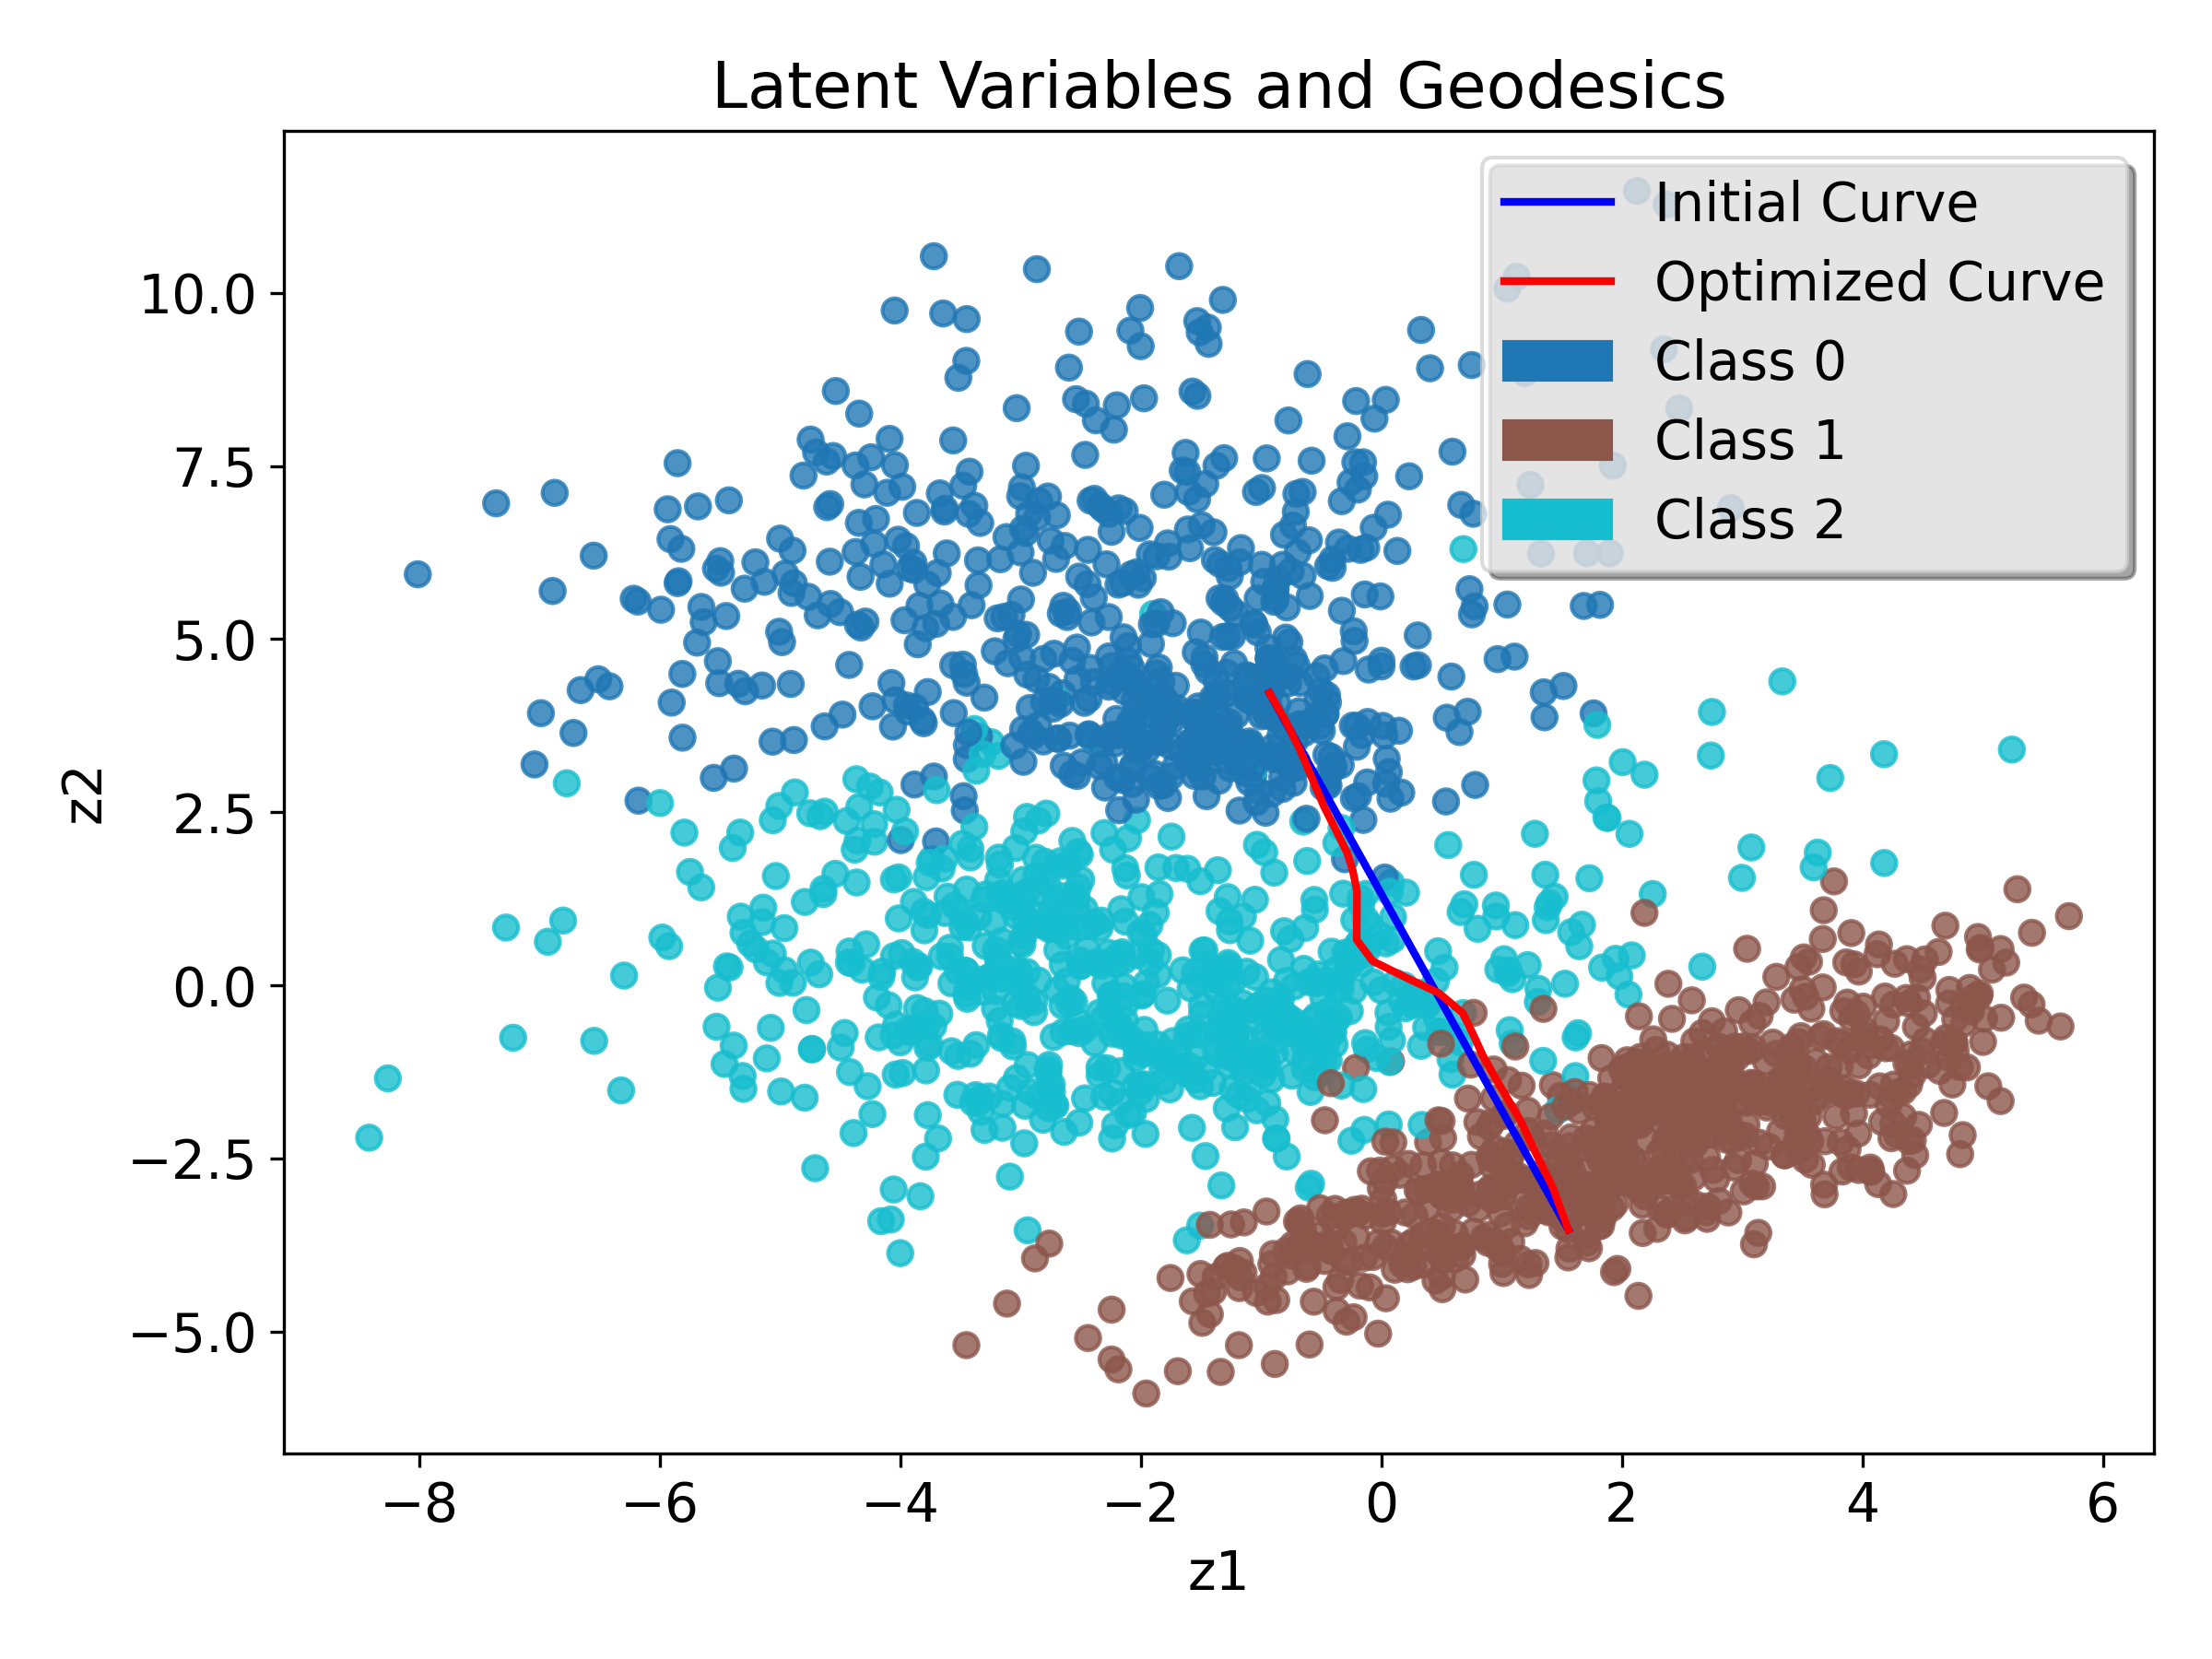 Latent Variables and Geodesics
Initial Curve
Optimized Curve
Class 0
Class 1
Class 2
10.0
7.5
5.0
2.5
0.0
−2.5
−5.0
z2
−8 −6 −4 −2 0 2 4 6
z1